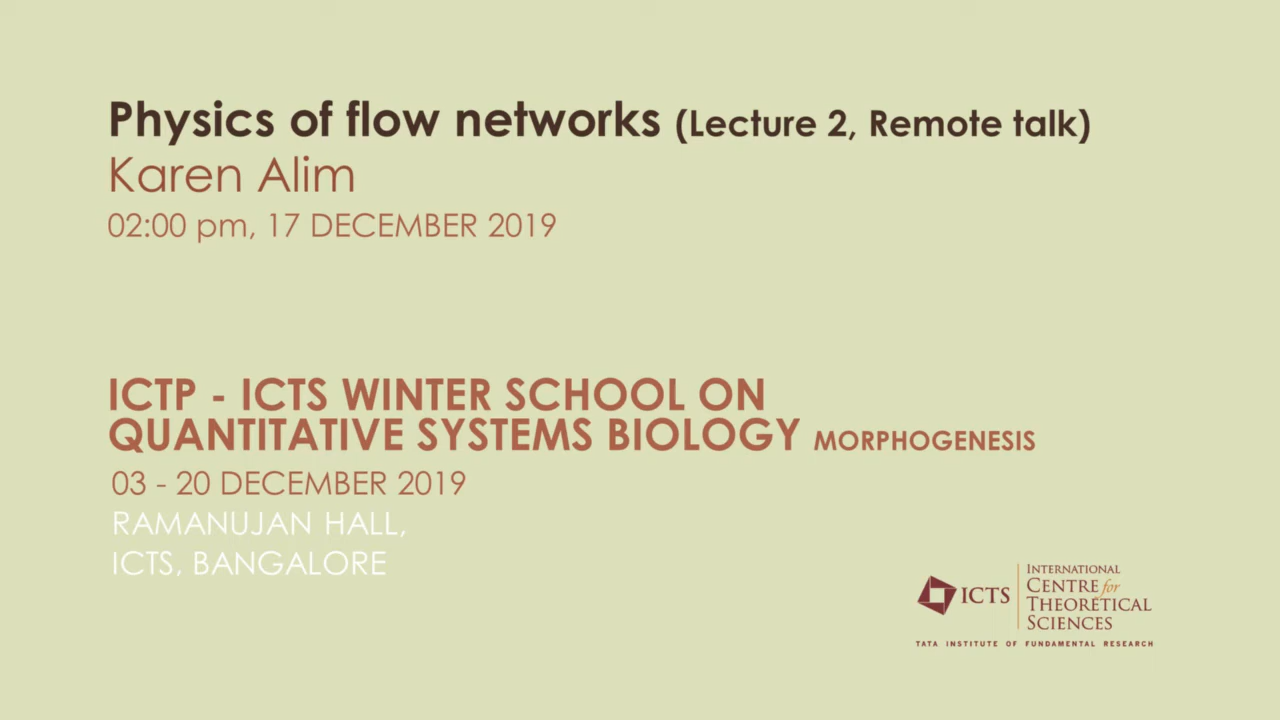 Physics of flow networks (Lecture 2, Remote talk)
Karen Alim
02:00 pm, 17 DECEMBER 2019
ICTP - ICTS WINTER SCHOOL ON
QUANTITATIVE SYSTEMS BIOLOGY MORPHOGENESIS
03 - 20 DECEMBER 2019
RAMANUJAN HALL,
ICTS, BANGALORE
ICTS
INTERNATIONAL
CENTRE for
THEORETICAL
SCIENCES
TATA INSTITUTE OF FUNDAMENTAL RESEARCH